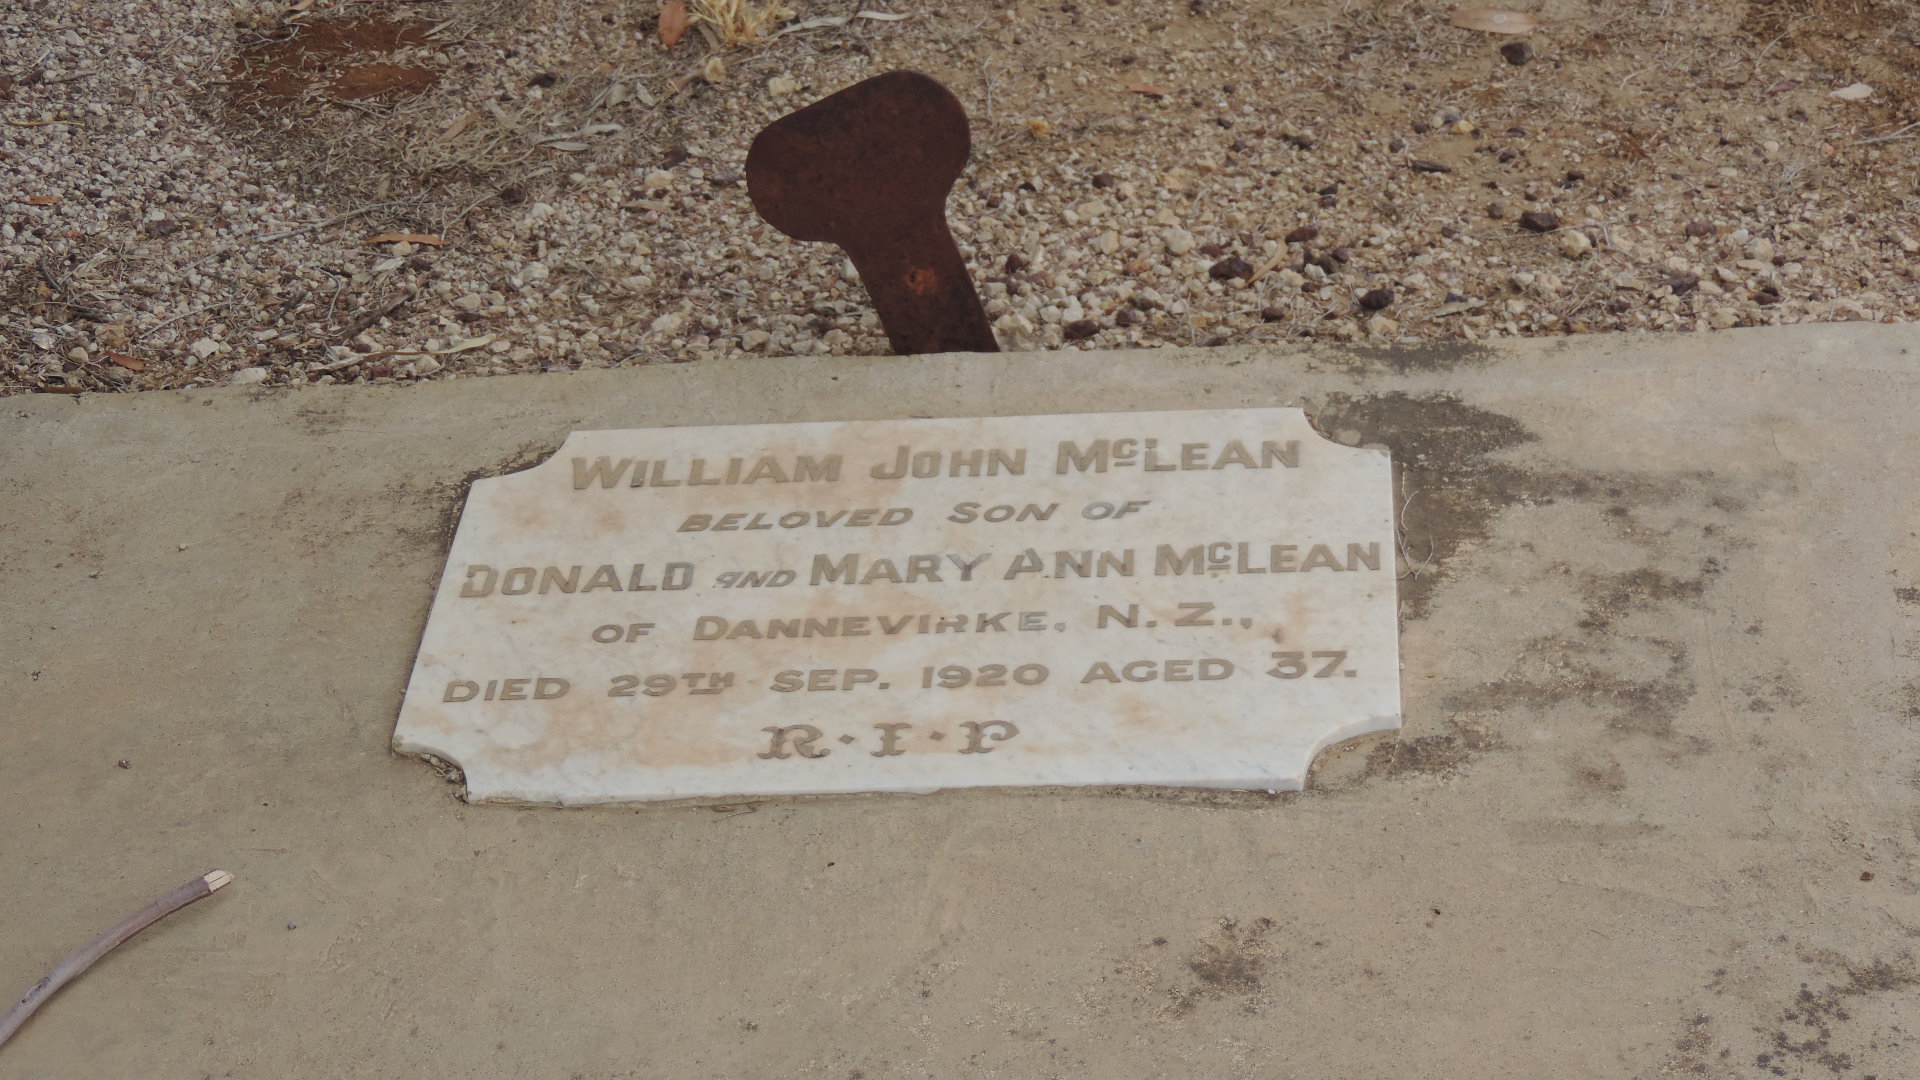 WILLIAM JOHN McLEAN
BELOVED SON OF
DONALD AND MARY ANN McLEAN
OF DANNEVIRKE, N. Z.,
DIED 29TH SEP. 1920 AGED 37.
R·I·P